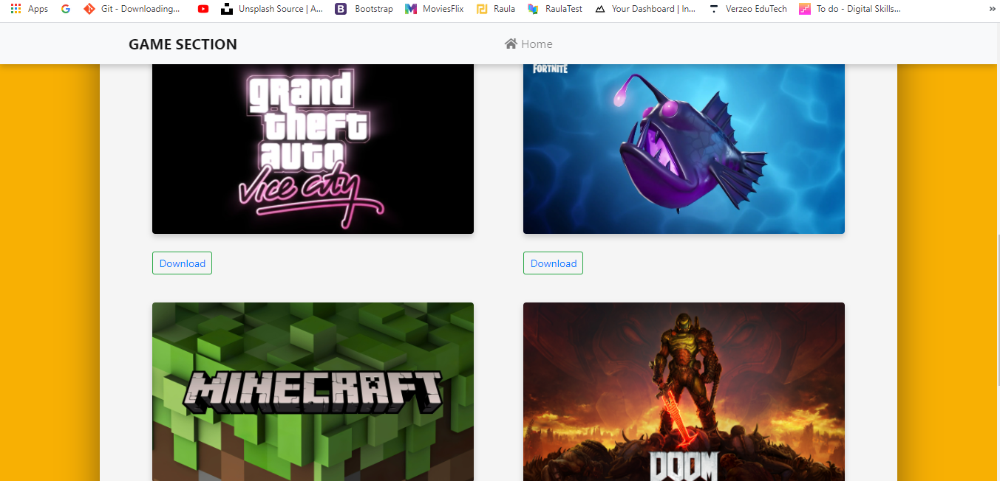 Apps
Git - Downloading...
Unsplash Source | A...
B Bootstrap
MoviesFlix
Raula
RaulaTest
Your Dashboard | In...
Verzeo EduTech
To do - Digital Skills...
»
GAME SECTION
Home
grand
theft
auto
vice city
FORTNITE
Download
Download
MINECRAFT
DOOM